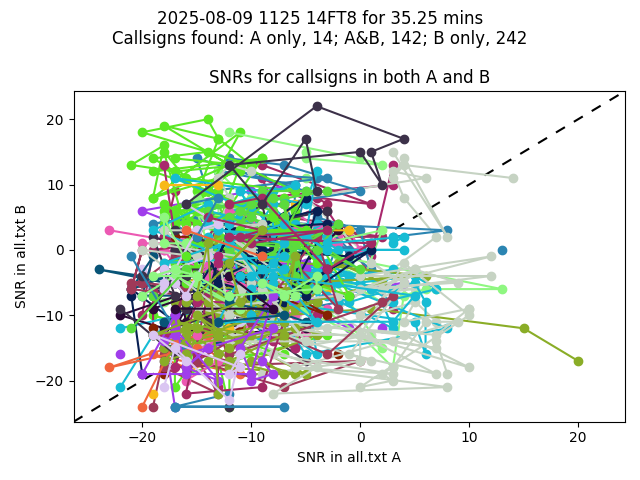 2025-08-09 1125 14FT8 for 35.25 mins
Callsigns found: A only, 14; A&B, 142; B only, 242
SNRs for callsigns in both A and B
SNR in all.txt B
20
10
0
−10
−20
−20
−10
0
10
20
SNR in all.txt A